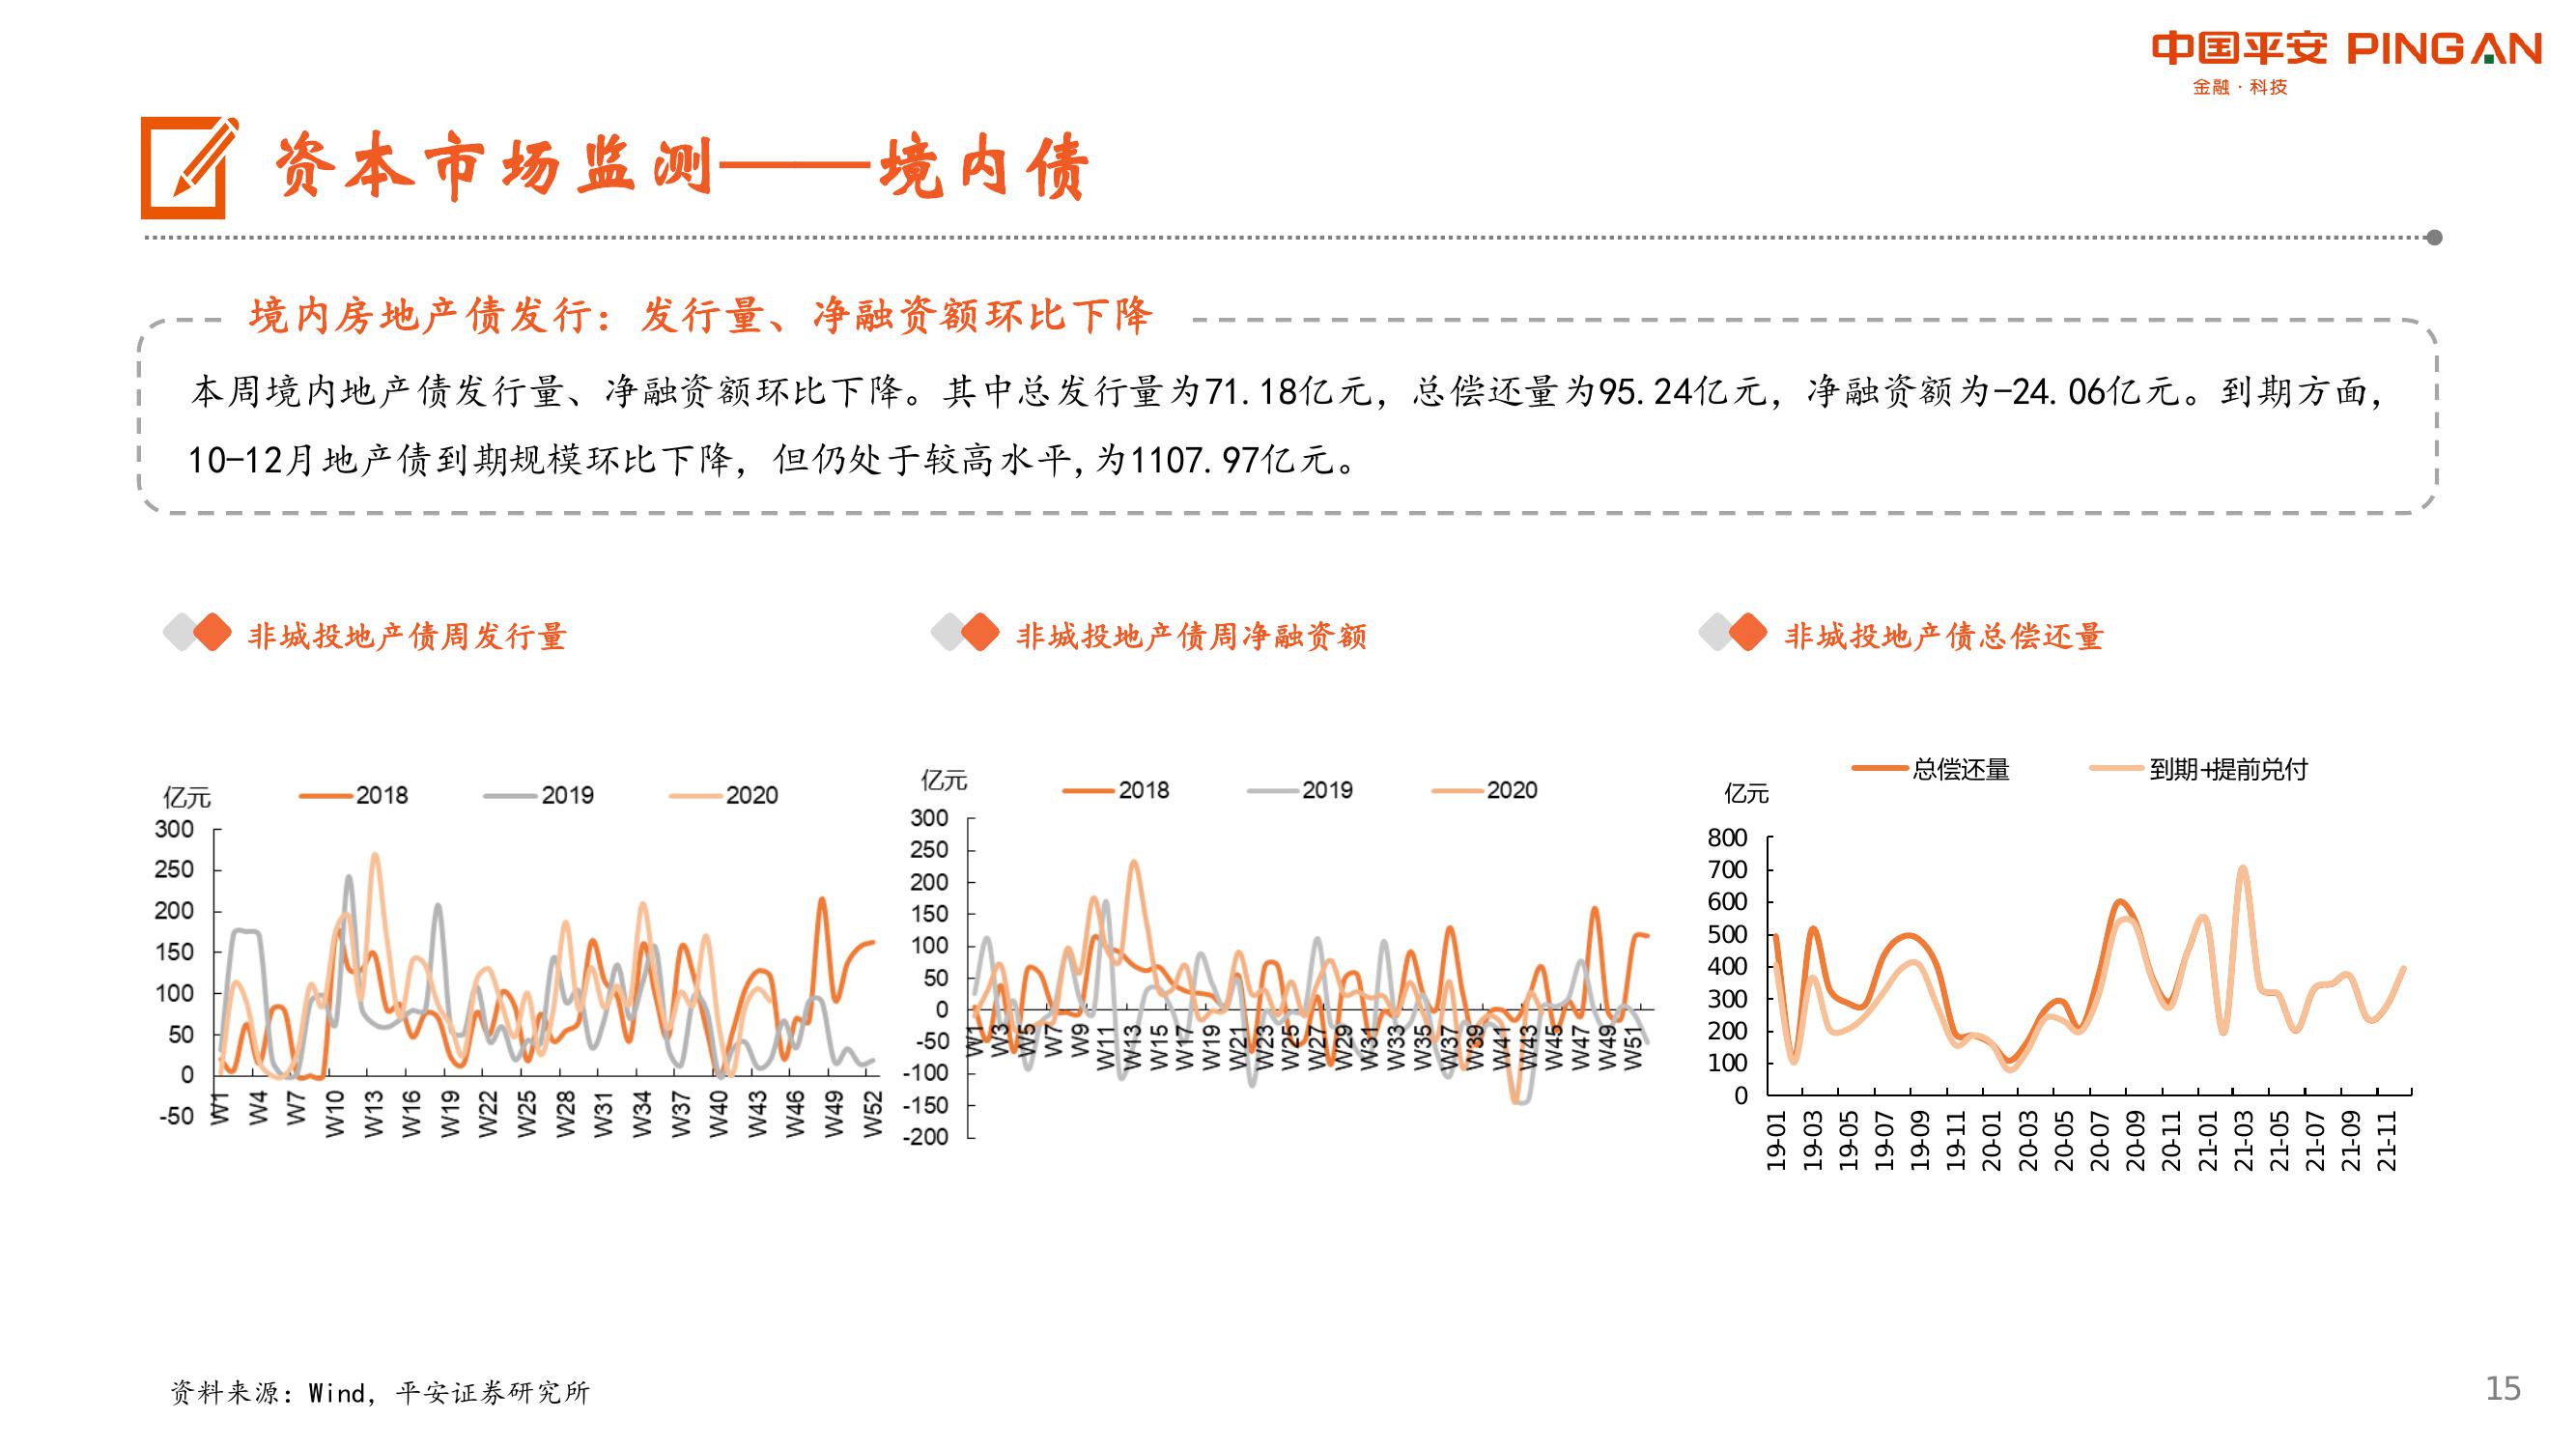 中国平安 PINGAN
金融·科技
资本市场监测——境内债
境内房地产债发行：发行量、净融资额环比下降
本周境内地产债发行量、净融资额环比下降。其中总发行量为71.18亿元，总偿还量为95.24亿元，净融资额为-24.06亿元。到期方面，
10-12月地产债到期规模环比下降，但仍处于较高水平,为1107.97亿元。
非城投地产债周发行量
亿元
2018 2019 2020
300
250
200
150
100
50
0
-50
W1 W4 W7 W10 W13 W16 W19 W22 W25 W28 W31 W34 W37 W40 W43 W46 W49 W52
非城投地产债周净融资额
亿元
2018 2019 2020
300
250
200
150
100
50
0
-50
-100
-150
-200
W1 W3 W5 W7 W9 W11 W13 W15 W17 W19 W21 W23 W25 W27 W29 W31 W33 W35 W37 W39 W41 W43 W45 W47 W49 W51
非城投地产债总偿还量
总偿还量 到期+提前兑付
亿元
800
700
600
500
400
300
200
100
0
19-01 19-03 19-05 19-07 19-09 19-11 20-01 20-03 20-05 20-07 20-09 20-11 21-01 21-03 21-05 21-07 21-09 21-11
资料来源：Wind，平安证券研究所
15